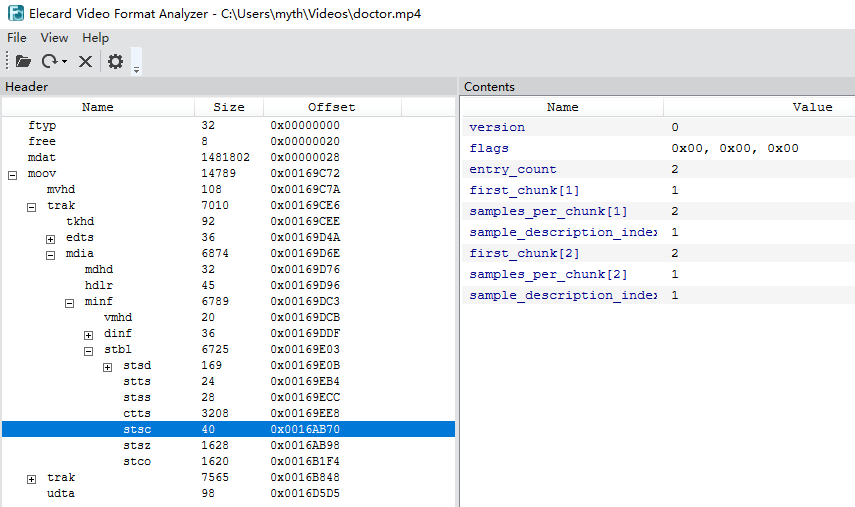 Elecard Video Format Analyzer - C:\Users\myth\Videos\doctor.mp4
File View Help
Header
Name Size Offset
ftyp 32 0x00000000
free 8 0x00000020
mdat 1481802 0x00000028
moov 14789 0x00169C72
mvhd 108 0x00169C7A
trak 7010 0x00169CE6
tkhd 92 0x00169CEE
edts 36 0x00169D4A
mdia 6874 0x00169D6E
mdhd 32 0x00169D76
hdlr 45 0x00169D96
minf 6789 0x00169DC3
vmhd 20 0x00169DCB
dinf 36 0x00169DDF
stbl 6725 0x00169E03
stsd 169 0x00169E0B
stts 24 0x00169EB4
stss 28 0x00169ECC
ctts 3208 0x00169EE8
stsc 40 0x0016AB70
stsz 1628 0x0016AB98
stco 1620 0x0016B1F4
trak 7565 0x0016B848
udta 98 0x0016D5D5
Contents
Name Value
version 0
flags 0x00, 0x00, 0x00
entry_count 2
first_chunk[1] 1
samples_per_chunk[1] 2
sample_description_index 1
first_chunk[2] 2
samples_per_chunk[2] 1
sample_description_index 1